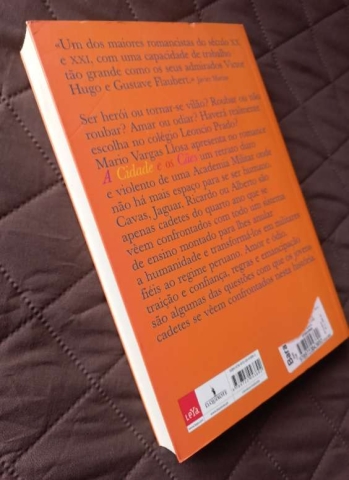 «Um dos maiores romancistas do século XX
e XXI, com uma capacidade de trabalho
tão grande como os seus admirados Victor
Hugo e Gustave Flaubert.»
Ser herói ou tornar-se vilão? Roubar ou não
roubar? Amar ou odiar? Haverá realmente
escolha no colégio Leoncio Prado?
Mario Vargas Llosa apresenta no romance
A Cidade e os Cães um retrato duro
e violento de uma Academia Militar onde
não há mais espaço para se ser humano.
Cavas, Jaguar, Ricardo ou Alberto são
apenas cadetes do quarto ano que se
vêem confrontados com todo um sistema
de ensino montado para lhes anular
a humanidade e transformá-los em militares
fiéis ao regime peruano. Amor e ódio,
traição e confiança, regras e emancipação
são algumas das questões com que os jovens
cadetes se vêem confrontados nesta história.
LEYA